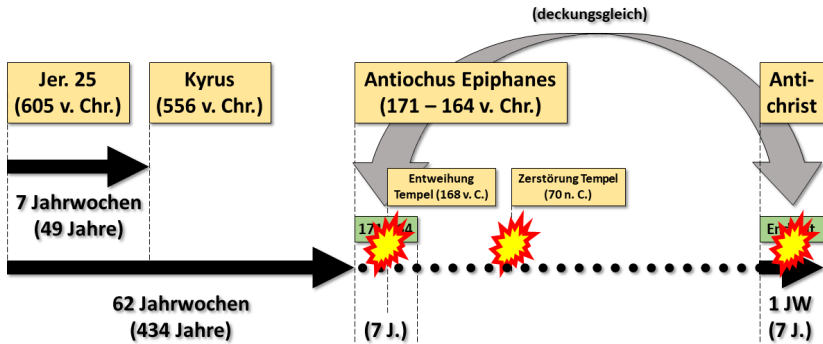 (deckungsgleich)
Jer. 25
(605 v. Chr.)
Kyrus
(556 v. Chr.)
Antiochus Epiphanes
(171 – 164 v. Chr.)
Anti-
christ
Entweihung
Tempel (168 v. C.)
Zerstörung Tempel
(70 n. C.)
7 Jahrwochen
(49 Jahre)
62 Jahrwochen
(434 Jahre)
(7 J.)
1 JW
(7 J.)